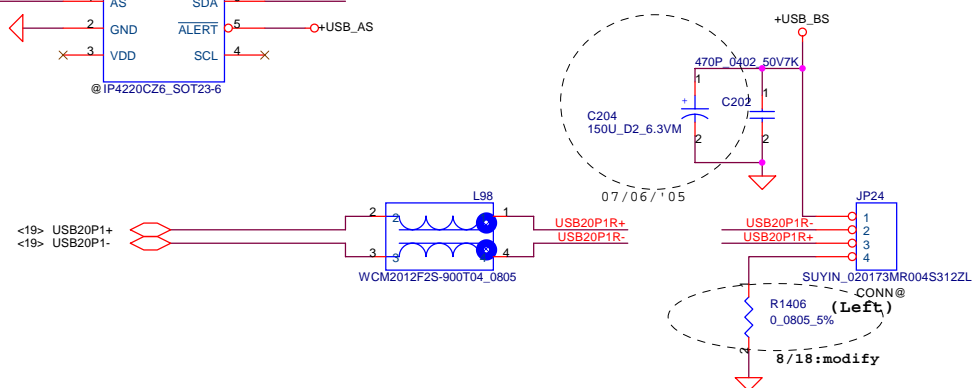 AS
SDA
2
GND
ALERT
5
+USB_AS
3
VDD
SCL
4
@IP4220CZ6_SOT23-6
+USB_BS
470P_0402_50V7K
1
1
+
C204
C202
150U_D2_6.3VM
2
2
07/06/'05
L98
JP24
2
2
1
1
<19> USB20P1+
USB20P1R+
USB20P1R-
2
<19> USB20P1-
USB20P1R-
USB20P1R+
3
3
3
4
4
WCM2012F2S-900T04_0805
SUYIN_020173MR004S312ZL
CONN@
(Left)
R1406
0_0805_5%
2
8/18:modify